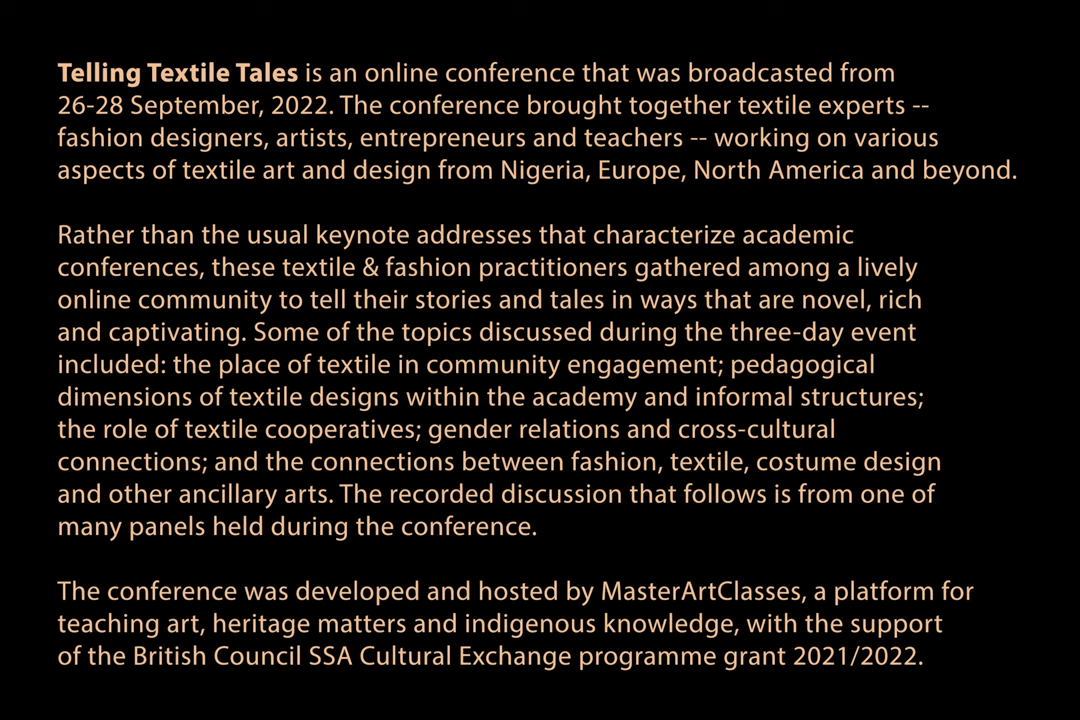 Telling Textile Tales is an online conference that was broadcasted from
26-28 September, 2022. The conference brought together textile experts --
fashion designers, artists, entrepreneurs and teachers -- working on various
aspects of textile art and design from Nigeria, Europe, North America and beyond.
Rather than the usual keynote addresses that characterize academic
conferences, these textile & fashion practitioners gathered among a lively
online community to tell their stories and tales in ways that are novel, rich
and captivating. Some of the topics discussed during the three-day event
included: the place of textile in community engagement; pedagogical
dimensions of textile designs within the academy and informal structures;
the role of textile cooperatives; gender relations and cross-cultural
connections; and the connections between fashion, textile, costume design
and other ancillary arts. The recorded discussion that follows is from one of
many panels held during the conference.
The conference was developed and hosted by MasterArtClasses, a platform for
teaching art, heritage matters and indigenous knowledge, with the support
of the British Council SSA Cultural Exchange programme grant 2021/2022.